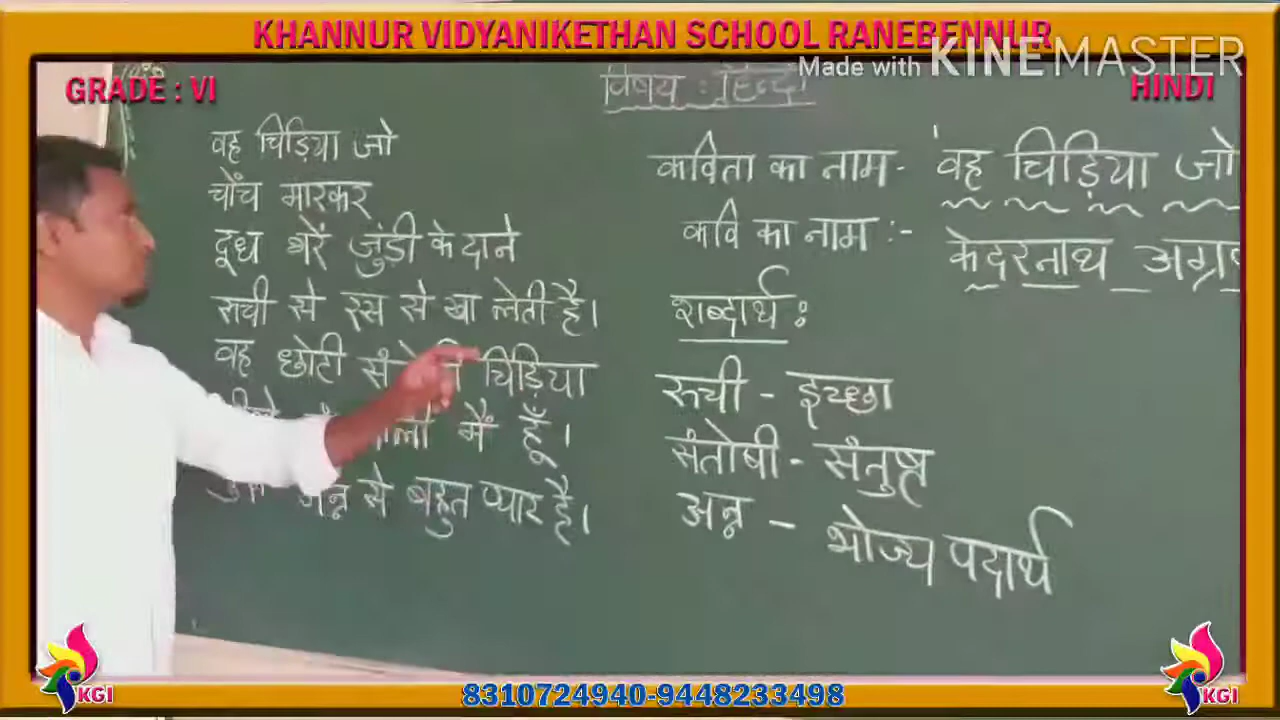 KHANNUR VIDYANIKETHAN SCHOOL RANEBENNUR
Made with KINEMASTER
GRADE : VI
HINDI
विषय : हिन्दी
वह चिड़िया जो
चोंच मारकर
दूध भरें जुंड़ी के दाने
रूची से रस से खा लेती है।
वह छोटी चिड़िया
मैं हूँ।
अन्न से बहुत प्यार है।
कविता का नाम - 'वह चिड़िया जो
कवि का नाम :- केदरनाथ
शब्दार्थ :
रूची - इच्छा
संतोषी - संतुष्ट
अन्न - भोज्य पदार्थ
KGI
8310724940-9448233498
KGI